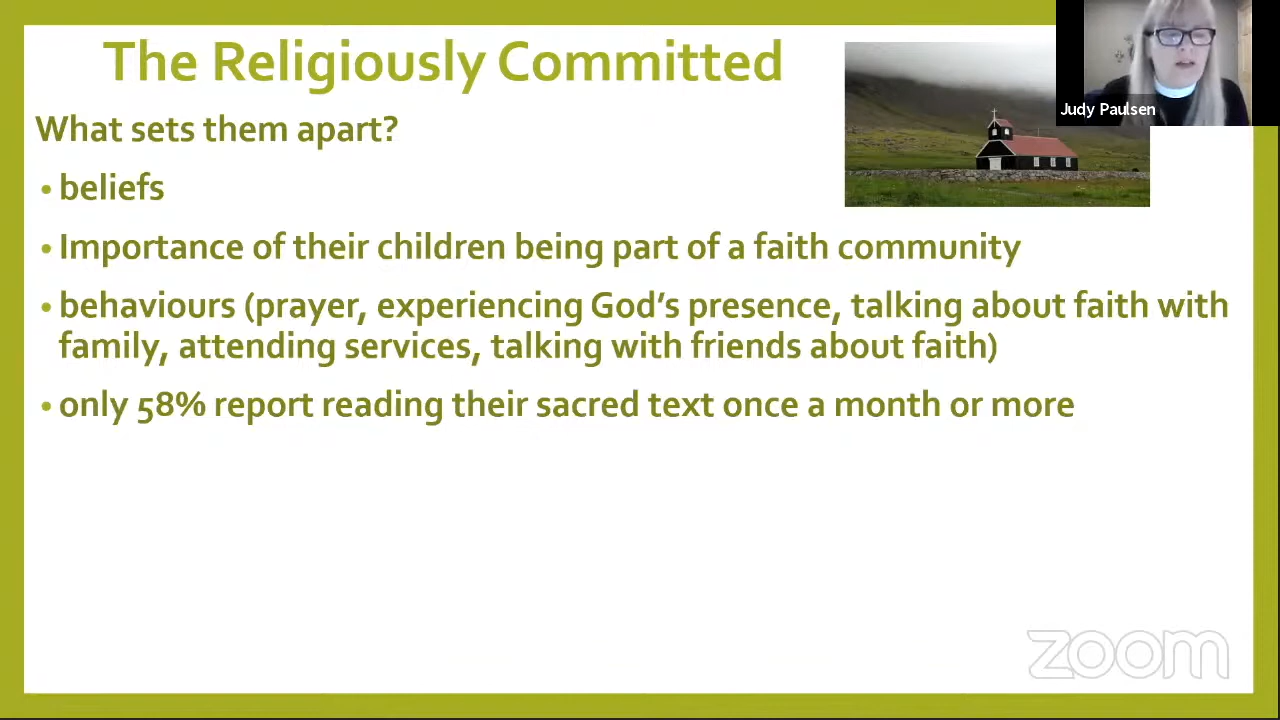 The Religiously Committed
Judy Paulsen
What sets them apart?
• beliefs
• Importance of their children being part of a faith community
• behaviours (prayer, experiencing God's presence, talking about faith with
family, attending services, talking with friends about faith)
• only 58% report reading their sacred text once a month or more
zoom